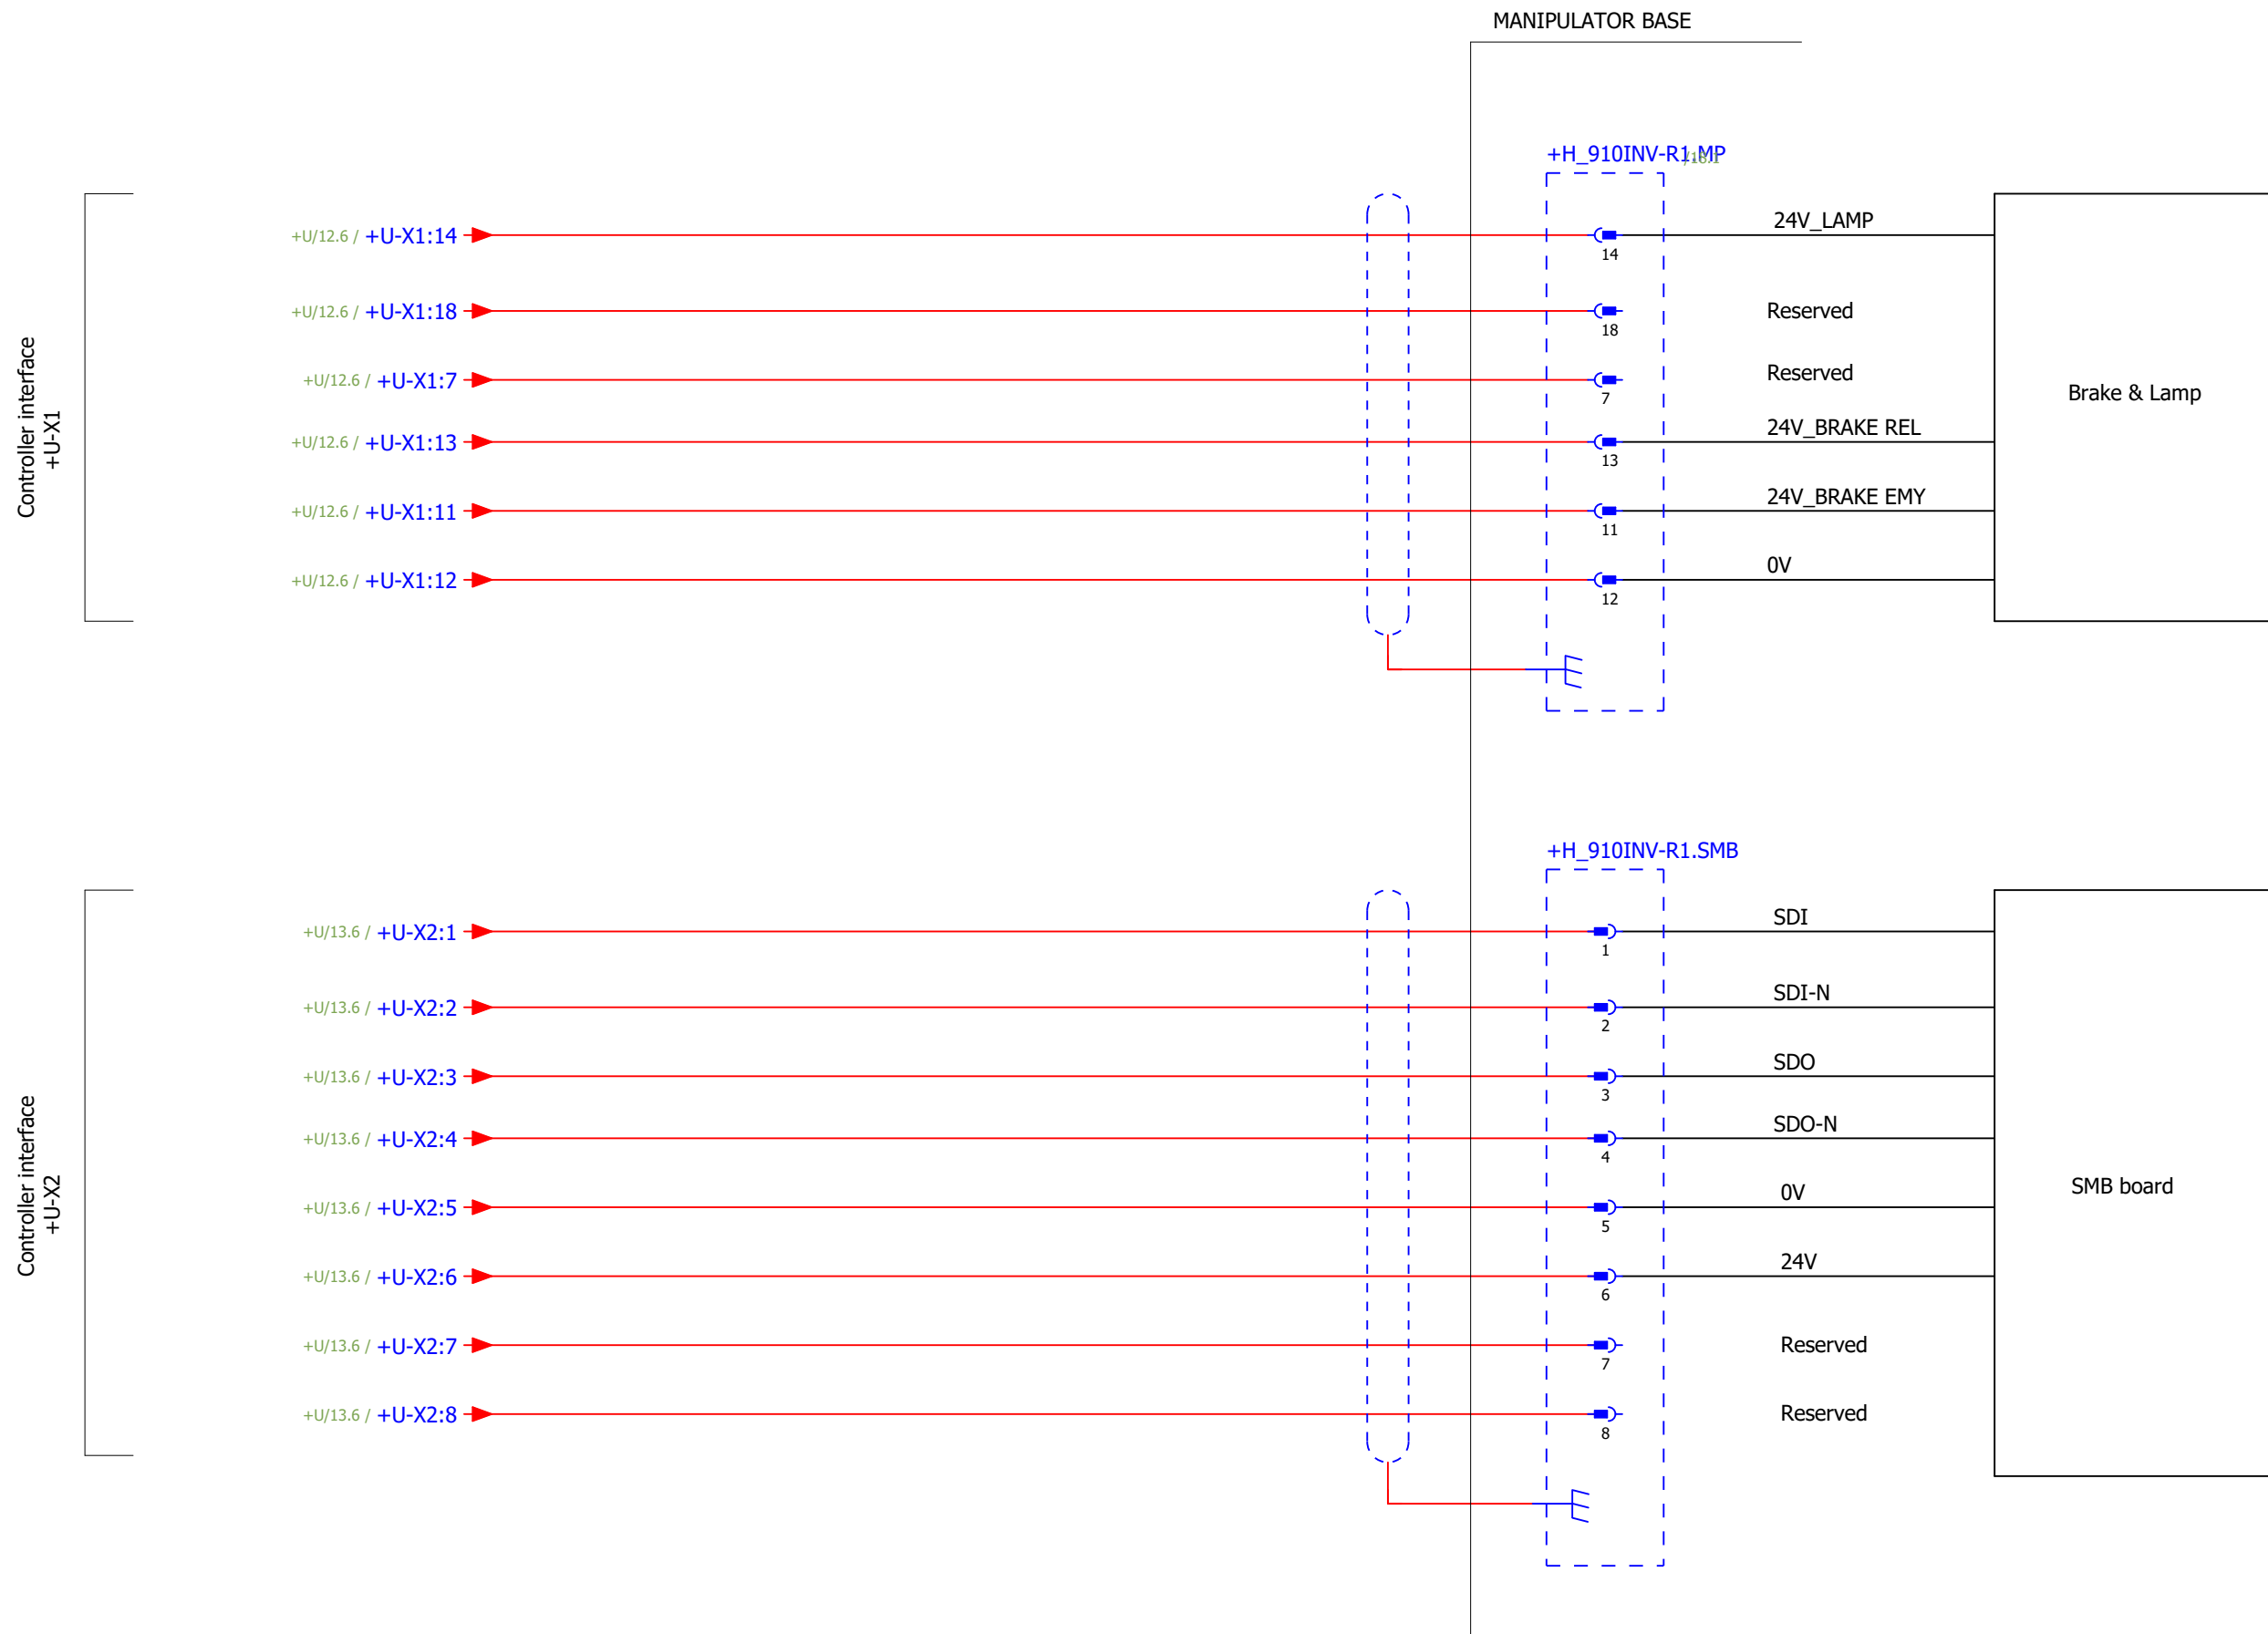 MANIPULATOR BASE
+H_910INV-R1.MP
/18.1
Controller interface
+U-X1
+U/12.6 / +U-X1:14
14
24V_LAMP
+U/12.6 / +U-X1:18
18
Reserved
+U/12.6 / +U-X1:7
7
Reserved
+U/12.6 / +U-X1:13
13
24V_BRAKE REL
+U/12.6 / +U-X1:11
11
24V_BRAKE EMY
+U/12.6 / +U-X1:12
12
0V
Brake & Lamp
+H_910INV-R1.SMB
Controller interface
+U-X2
+U/13.6 / +U-X2:1
1
SDI
+U/13.6 / +U-X2:2
2
SDI-N
+U/13.6 / +U-X2:3
3
SDO
+U/13.6 / +U-X2:4
4
SDO-N
+U/13.6 / +U-X2:5
5
0V
+U/13.6 / +U-X2:6
6
24V
+U/13.6 / +U-X2:7
7
Reserved
+U/13.6 / +U-X2:8
8
Reserved
SMB board